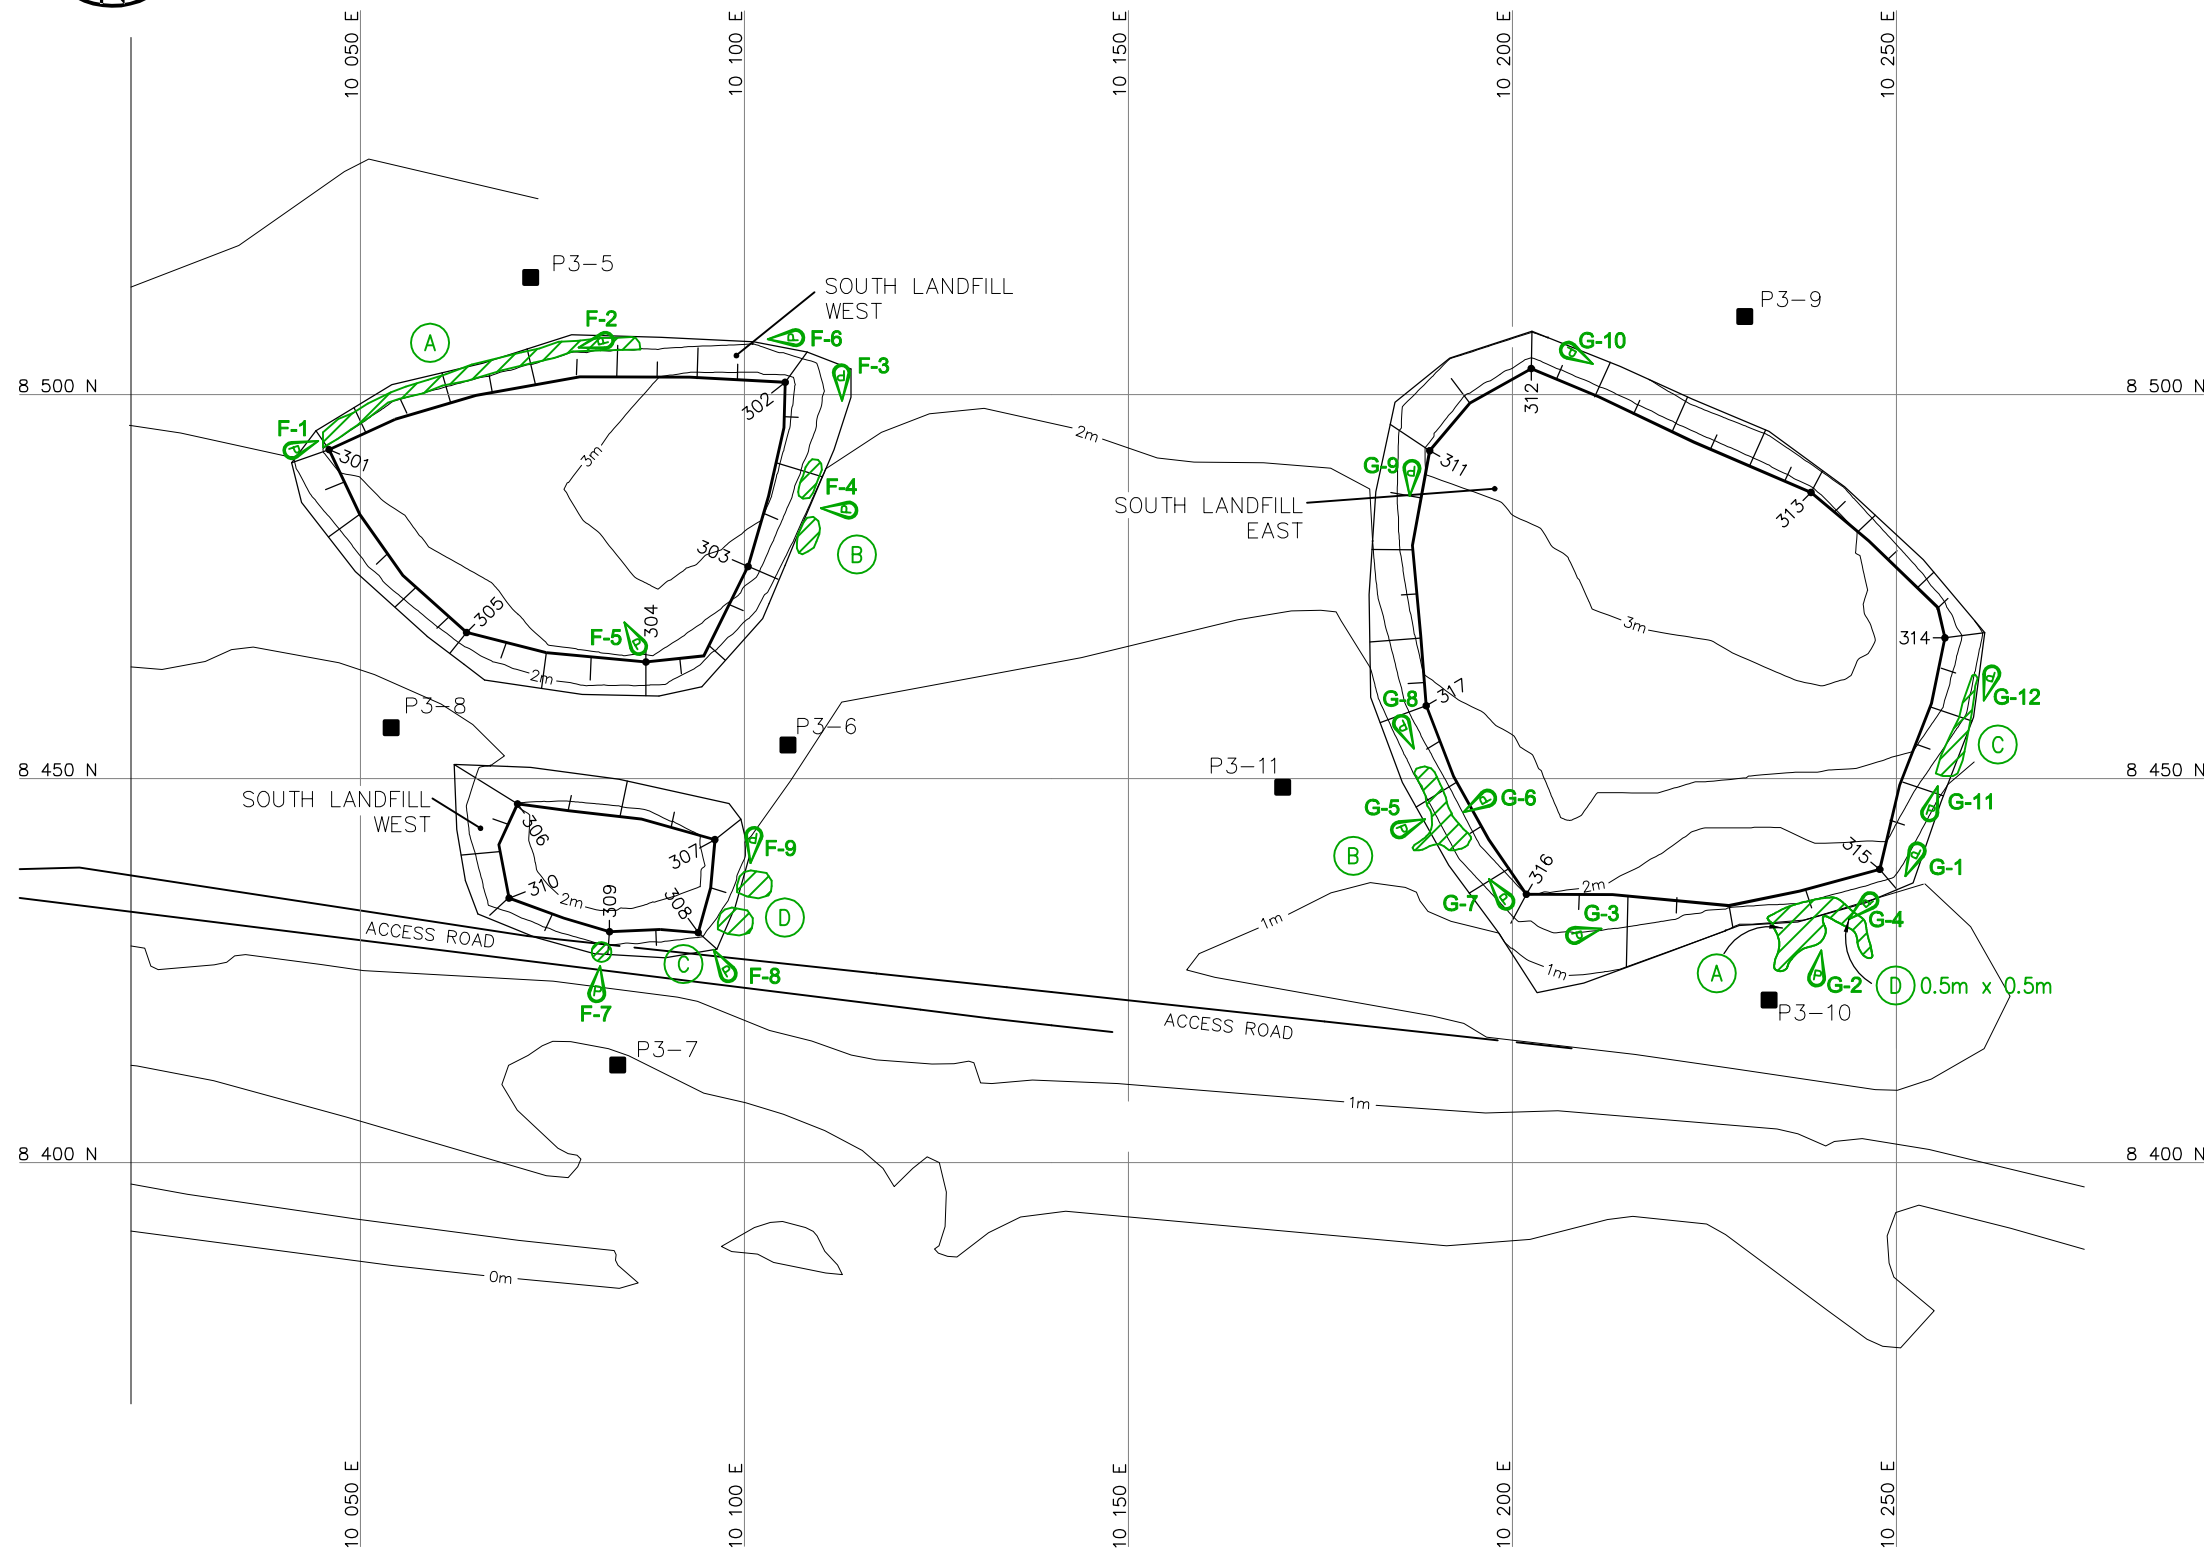 10 050 E
10 100 E
10 150 E
10 200 E
10 250 E
P3-5
SOUTH LANDFILL
WEST
P3-9
F-2
A
F-6
F-3
G-10
8 500 N
8 500 N
302
312
F-1
301
3m
2m
G-9
311
SOUTH LANDFILL
EAST
313
F-4
B
303
305
304
F-5
3m
314
2m
317
G-8
G-12
C
P3-8
P3-6
P3-11
8 450 N
8 450 N
SOUTH LANDFILL
WEST
306
307
F-9
G-5
G-6
G-11
B
315
G-1
316
310
2m
309
308
D
2m
G-7
G-3
G-4
1m
1m
ACCESS ROAD
C
F-8
A
G-2
D 0.5m x 0.5m
F-7
P3-10
ACCESS ROAD
P3-7
1m
8 400 N
8 400 N
0m
10 050 E
10 100 E
10 150 E
10 200 E
10 250 E